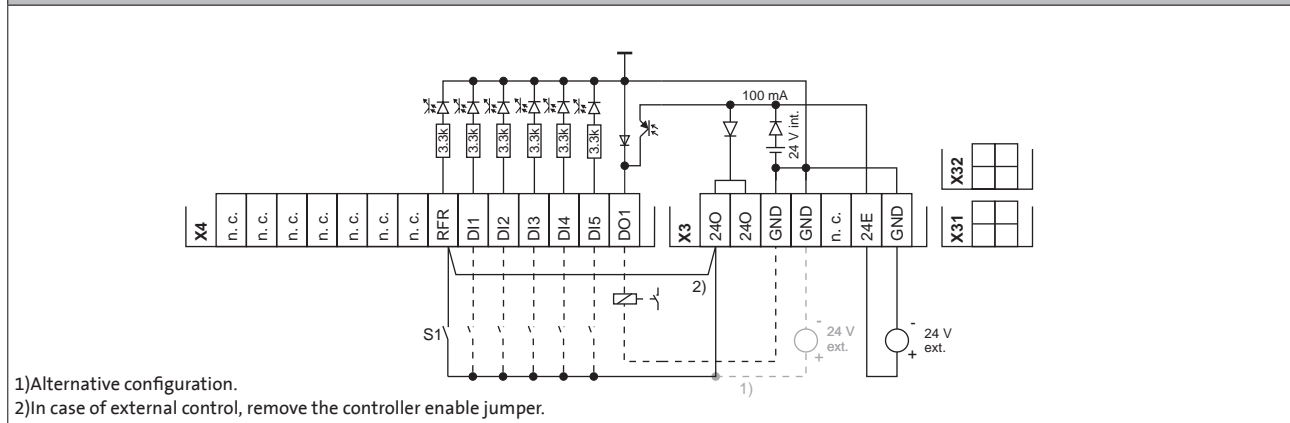 100 mA
3.3k
3.3k
3.3k
3.3k
3.3k
3.3k
24 V int.
X4
n. c.
n. c.
n. c.
n. c.
n. c.
n. c.
n. c.
RFR
DI1
DI2
DI3
DI4
DI5
DO1
X3
24O
24O
GND
GND
n. c.
24E
GND
X32
X31
2)
S1
-
24 V
ext.
+
-
24 V
ext.
+
1)
1)Alternative configuration.
2)In case of external control, remove the controller enable jumper.